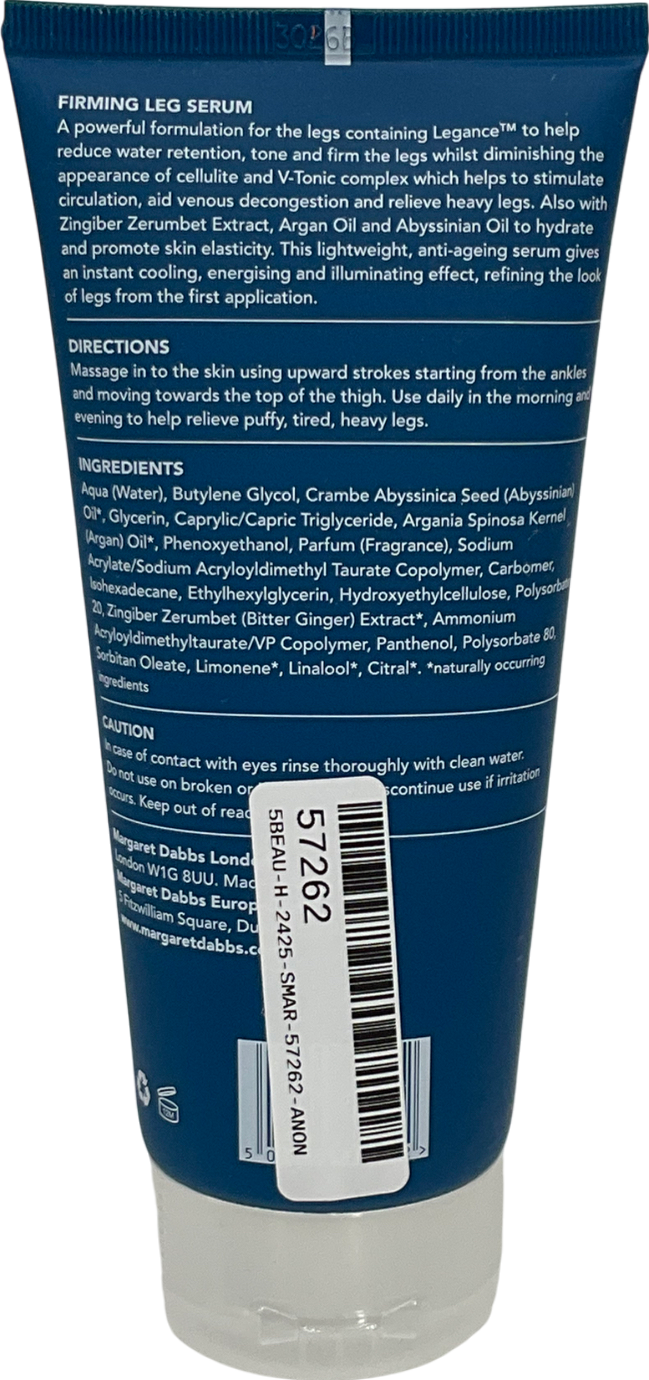 FIRMING LEG SERUM
A powerful formulation for the legs containing Legance™ to help
reduce water retention, tone and firm the legs whilst diminishing the
appearance of cellulite and V-Tonic complex which helps to stimulate
circulation, aid venous decongestion and relieve heavy legs. Also with
Zingiber Zerumbet Extract, Argan Oil and Abyssinian Oil to hydrate
and promote skin elasticity. This lightweight, anti-ageing serum gives
an instant cooling, energising and illuminating effect, refining the look
of legs from the first application.
DIRECTIONS
Massage in to the skin using upward strokes starting from the ankles
and moving towards the top of the thigh. Use daily in the morning and
evening to help relieve puffy, tired, heavy legs.
INGREDIENTS
Aqua (Water), Butylene Glycol, Crambe Abyssinica Seed (Abyssinian)
Oil*, Glycerin, Caprylic/Capric Triglyceride, Argania Spinosa Kernel
(Argan) Oil*, Phenoxyethanol, Parfum (Fragrance), Sodium
Acrylate/Sodium Acryloyldimethyl Taurate Copolymer, Carbomer,
Isohexadecane, Ethylhexylglycerin, Hydroxyethylcellulose, Polysorbate
20, Zingiber Zerumbet (Bitter Ginger) Extract*, Ammonium
Acryloyldimethyltaurate/VP Copolymer, Panthenol, Polysorbate 80,
Sorbitan Oleate, Limonene*, Linalool*, Citral*. *naturally occurring
ingredients
CAUTION
In case of contact with eyes rinse thoroughly with clean water.
Do not use on broken or scontinue use if irritation
occurs. Keep out of reac
Margaret Dabbs Lond
London W1G 8UU. Mad
Margaret Dabbs Europ
5 Fitzwilliam Square, Du
www.margaretdabbs.c
57262
5BEAU-H-2425-SMAR-57262-ANON
12M
5 0